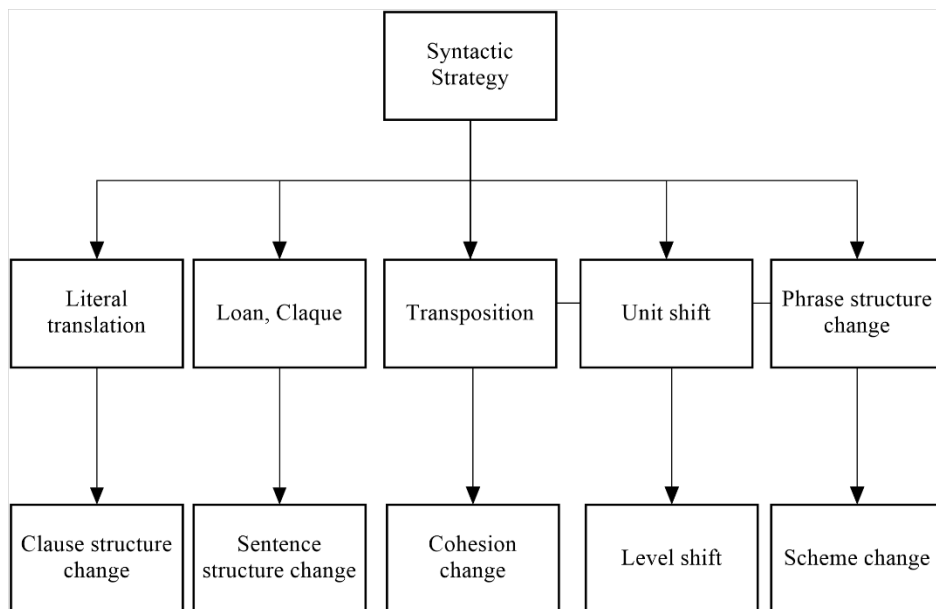 Syntactic
Strategy
Literal
translation
Loan, Claque
Transposition
Unit shift
Phrase structure
change
Clause structure
change
Sentence
structure change
Cohesion
change
Level shift
Scheme change